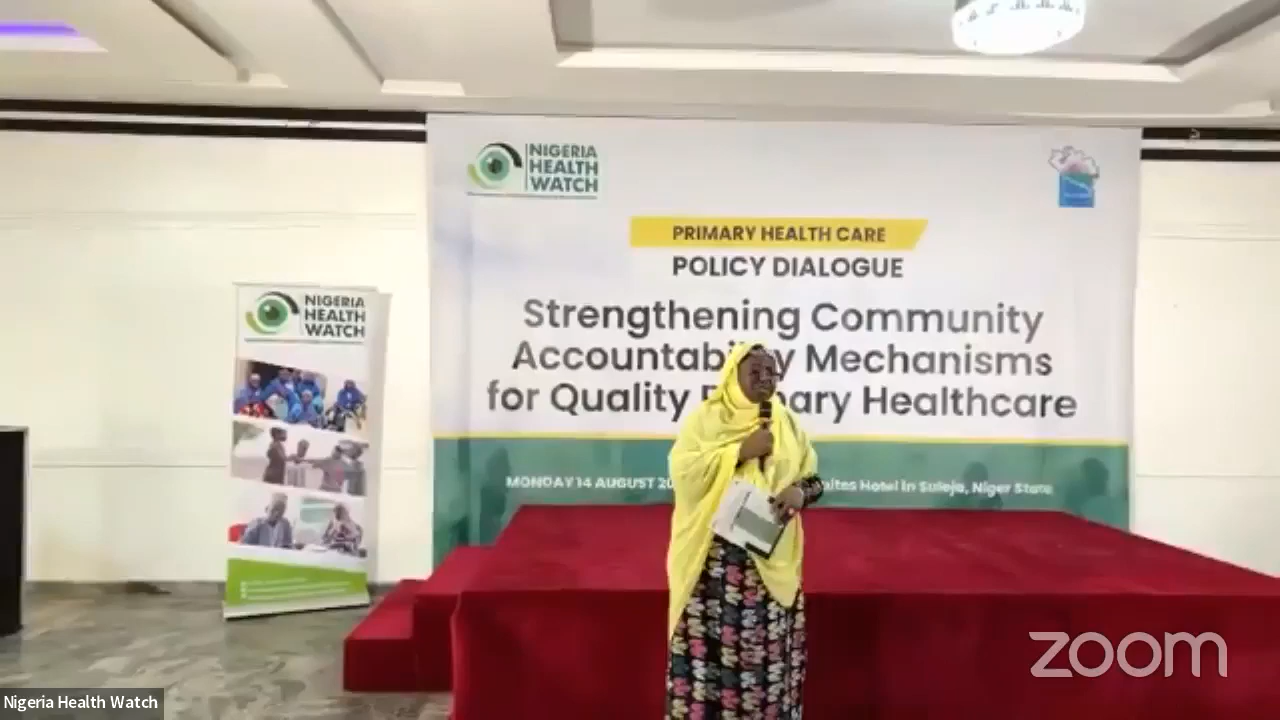 NIGERIA
HEALTH
WATCH
PRIMARY HEALTH CARE
POLICY DIALOGUE
Strengthening Community
Accountability Mechanisms
for Quality Primary Healthcare
MONDAY 14 AUGUST 20 Hotel in Suleja, Niger State
NIGERIA
HEALTH
WATCH
zoom
Nigeria Health Watch